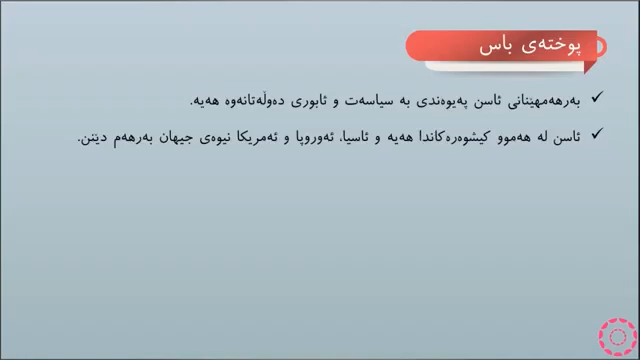 پوختەی باس
بەرهەمهێنانی ئاسن پەیوەندی بە سیاسەت و ئابوری دەوڵەتانەوە هەیە.
ئاسن لە هەموو کیشوەرەکاندا هەیە و ئاسیا. ئەوروپا و ئەمریکا نیوەی جیهان بەرهەم دێنن.